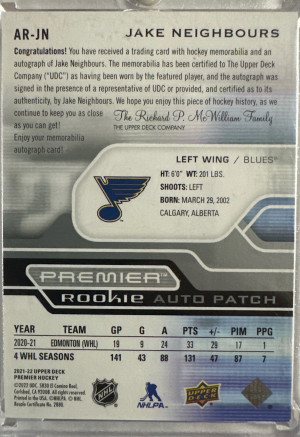 AR-JN
JAKE NEIGHBOURS
Congratulations! You have received a trading card with hockey memorabilia and an
autograph of Jake Neighbours. The memorabilia has been certified to The Upper Deck
Company ("UDC") as having been worn by the featured player, and the autograph was
signed in the presence of a representative of UDC or provided, and certified as to its
authenticity, by Jake Neighbours. We hope you enjoy this piece of hockey history, as we
continue to keep you as close
as you can get!
The Richard P. McWilliam Family
THE UPPER DECK COMPANY
Enjoy your memorabilia
autograph card!
LEFT WING / BLUES
HT: 6'0" WT: 201 LBS.
SHOOTS: LEFT
BORN: MARCH 29, 2002
CALGARY, ALBERTA
PREMIER
ROOKIE AUTO PATCH
YEAR TEAM GP G A PTS +/- PIM PPG
2020-21 EDMONTON (WHL) 19 9 24 33 29 17 1
4 WHL SEASONS 141 43 88 131 47 87 7
2021-22 UPPER DECK
PREMIER HOCKEY
NHL
NHLPA
UPPER DECK